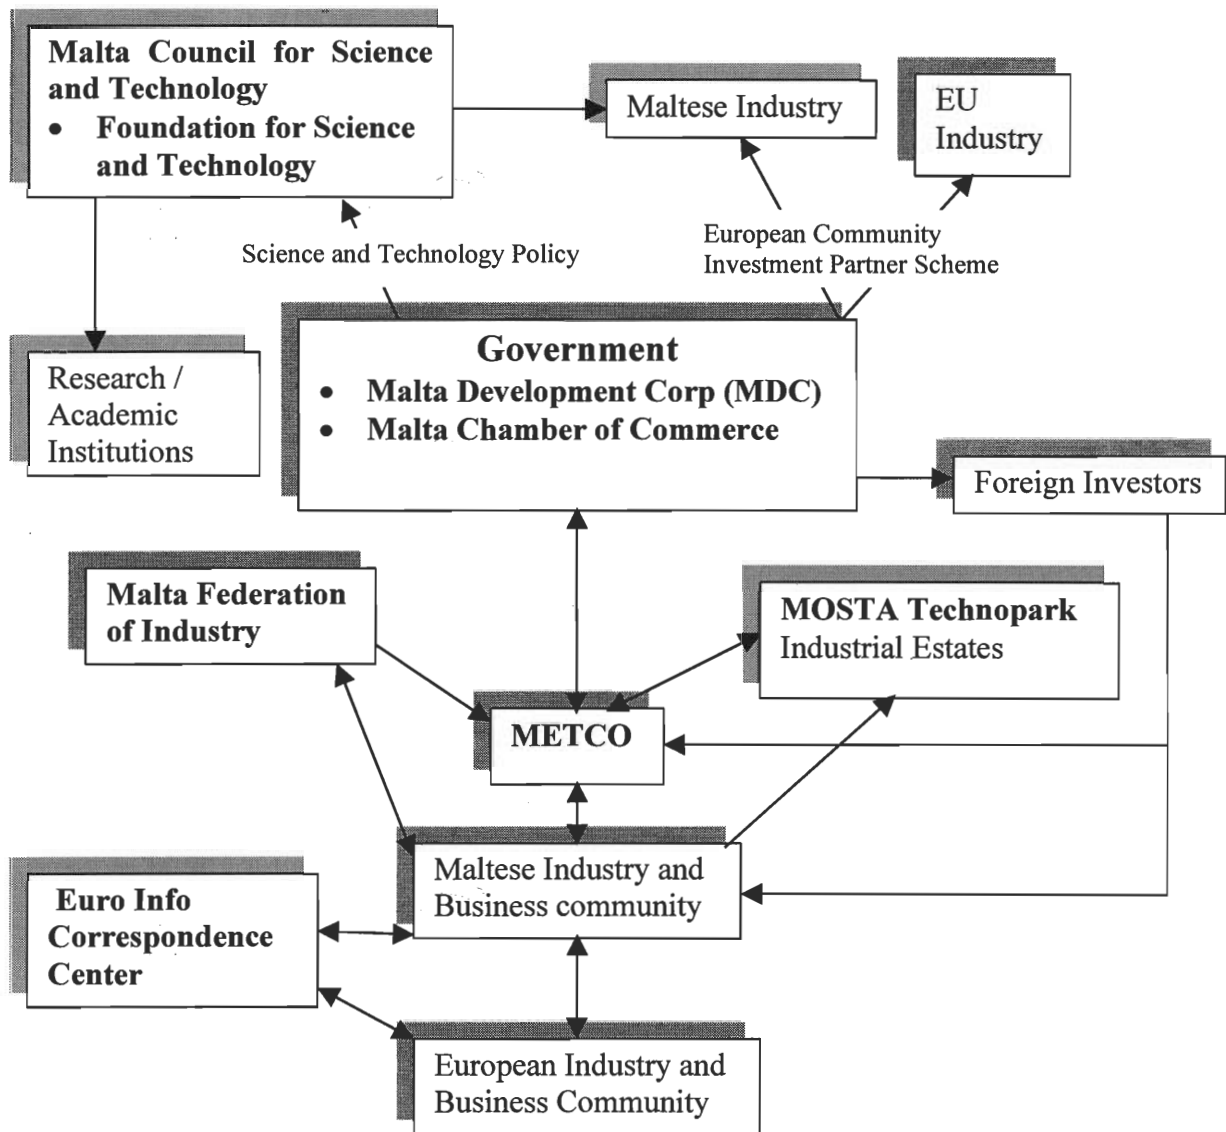 Malta Council for Science
and Technology
• Foundation for Science
and Technology
Maltese Industry
EU
Industry
Science and Technology Policy
European Community
Investment Partner Scheme
Research /
Academic
Institutions
Government
• Malta Development Corp (MDC)
• Malta Chamber of Commerce
Foreign Investors
Malta Federation
of Industry
MOSTA Technopark
Industrial Estates
METCO
Maltese Industry and
Business community
Euro Info
Correspondence
Center
European Industry and
Business Community